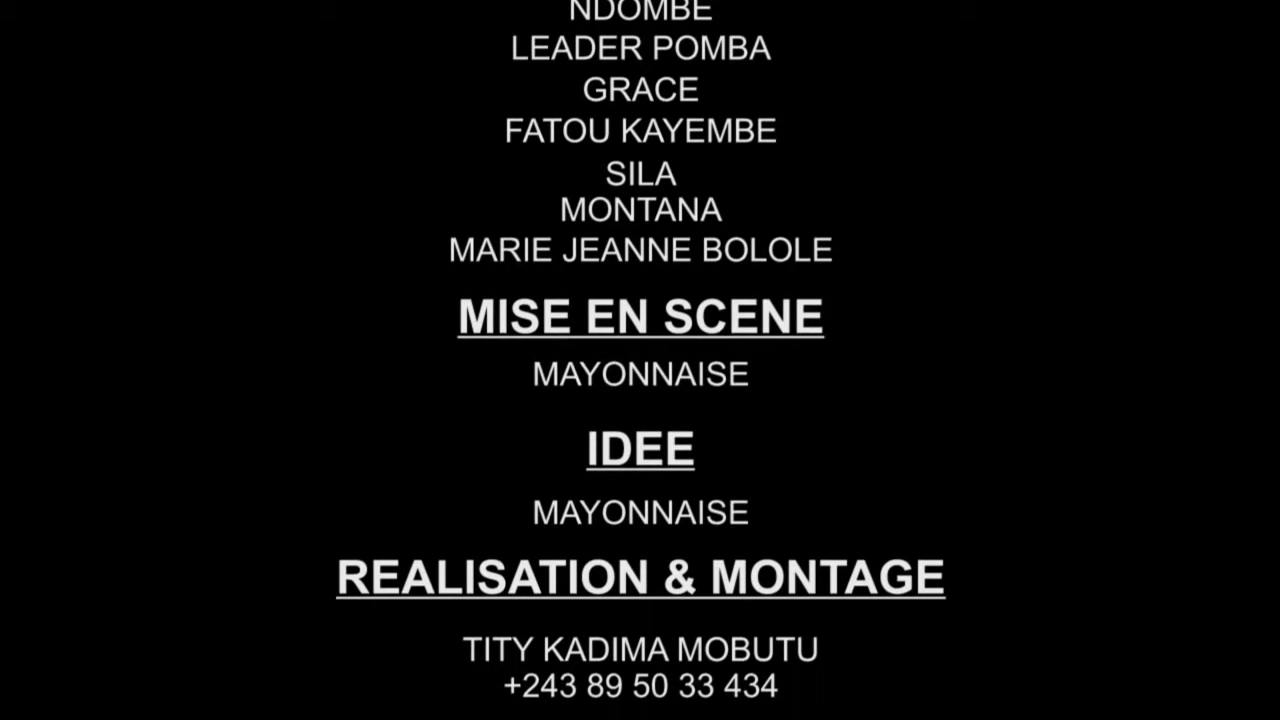 NDOMBE
LEADER POMBA
GRACE
FATOU KAYEMBE
SILA
MONTANA
MARIE JEANNE BOLOLE
MISE EN SCENE
MAYONNAISE
IDEE
MAYONNAISE
REALISATION & MONTAGE
TITY KADIMA MOBUTU
+243 89 50 33 434